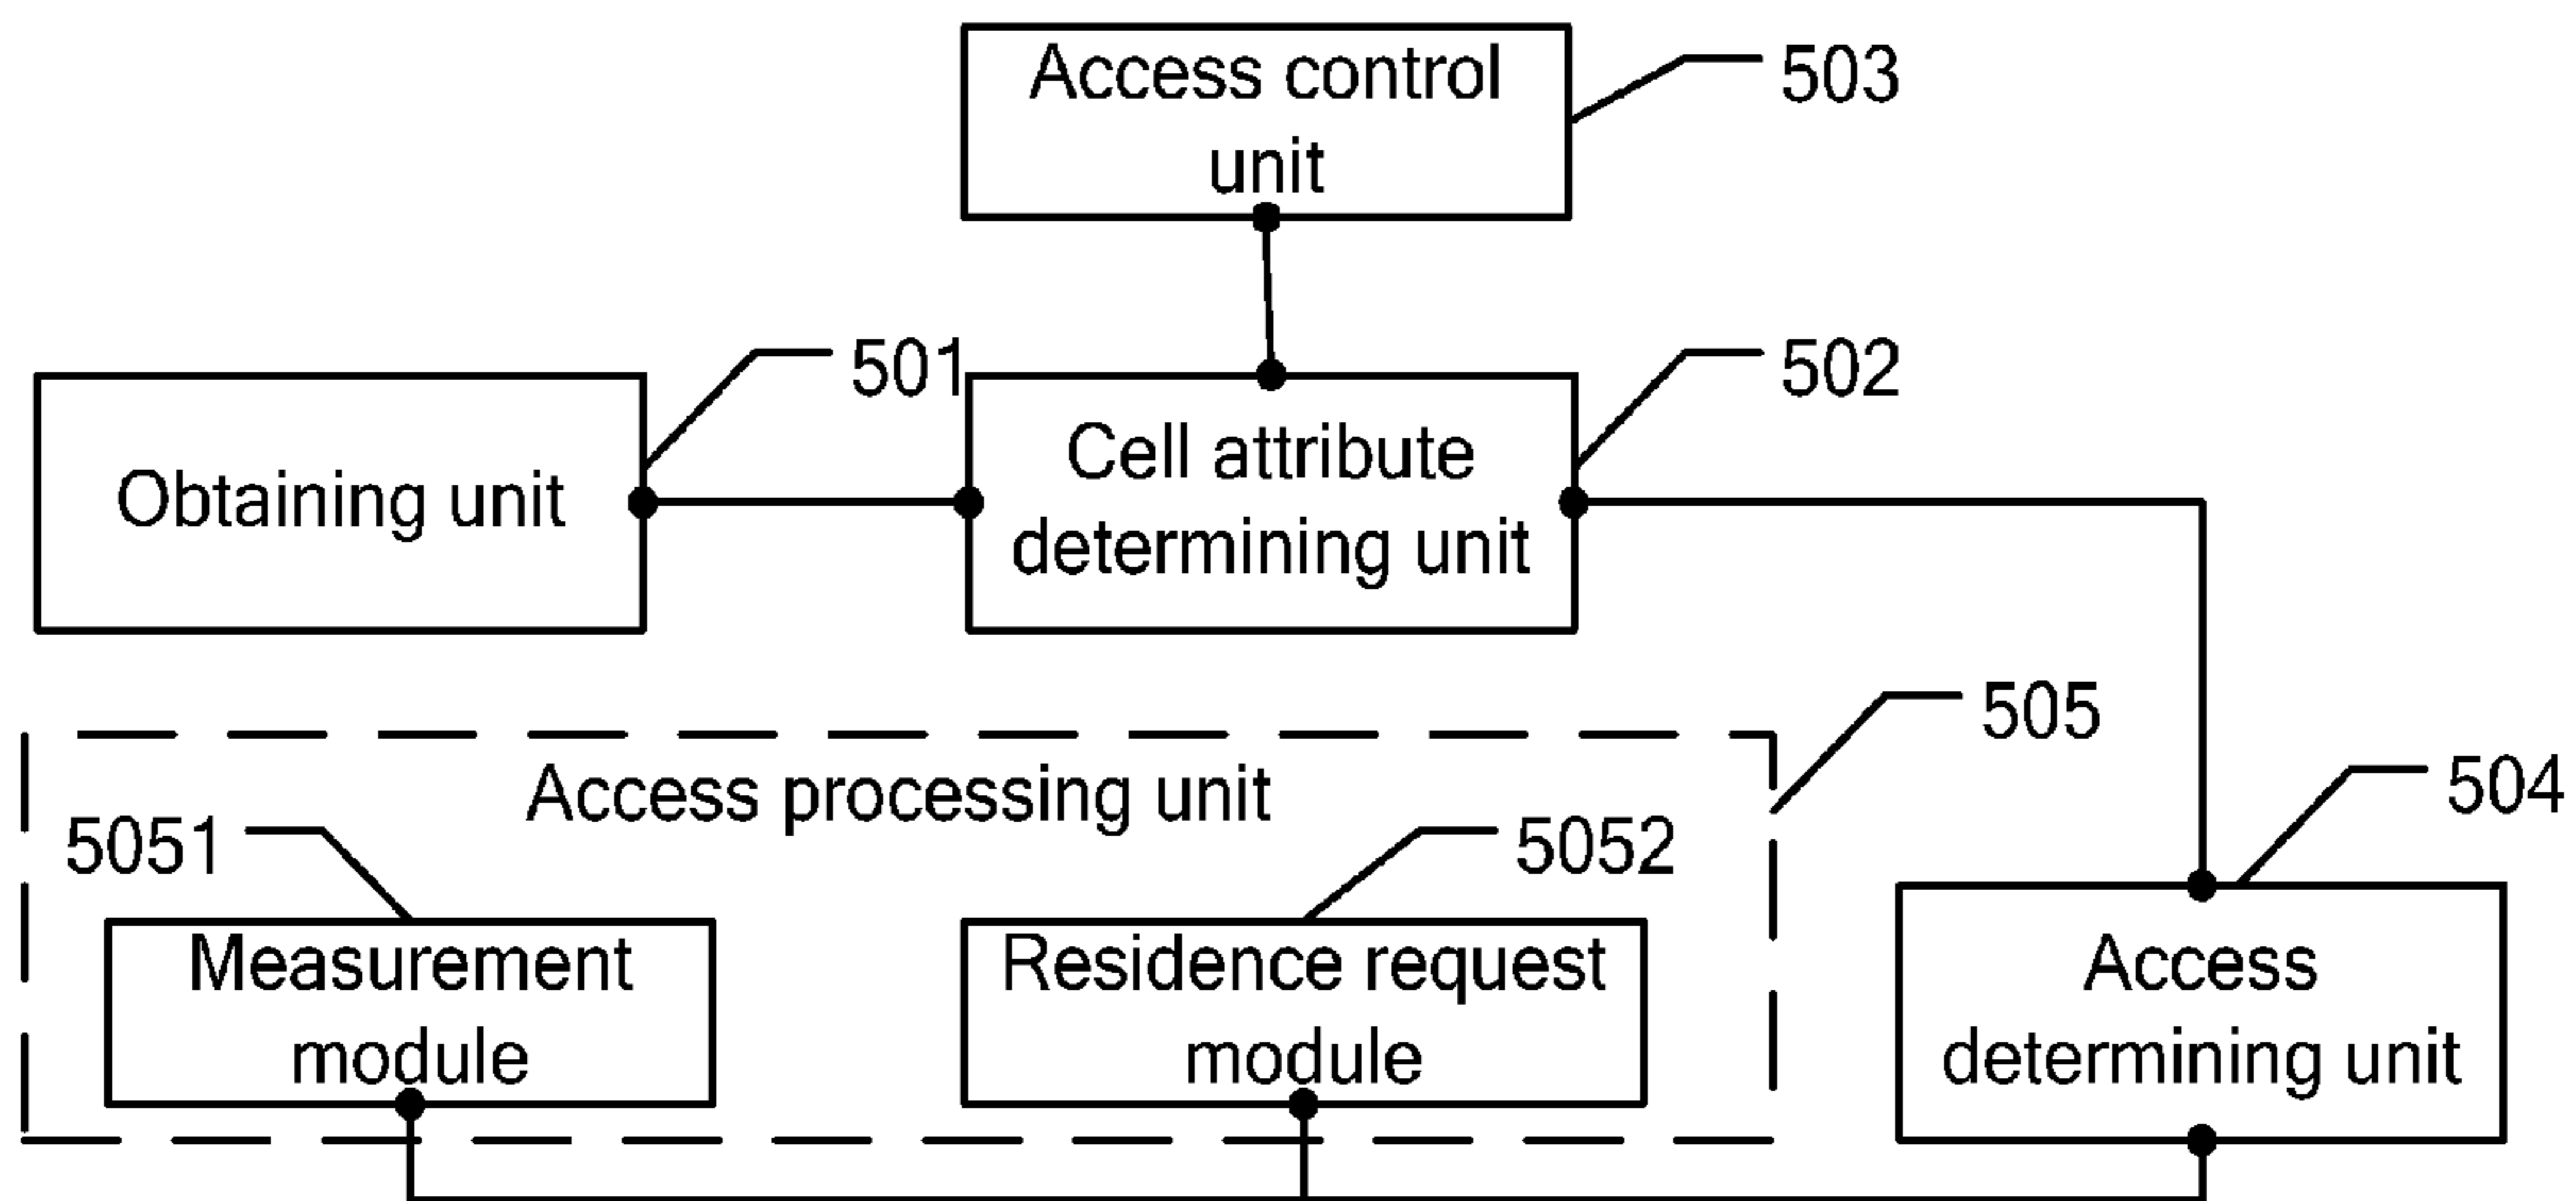 Access control
unit
503
501
502
Obtaining unit
Cell attribute
determining unit
505
Access processing unit
504
5051
5052
Measurement
module
Residence request
module
Access
determining unit